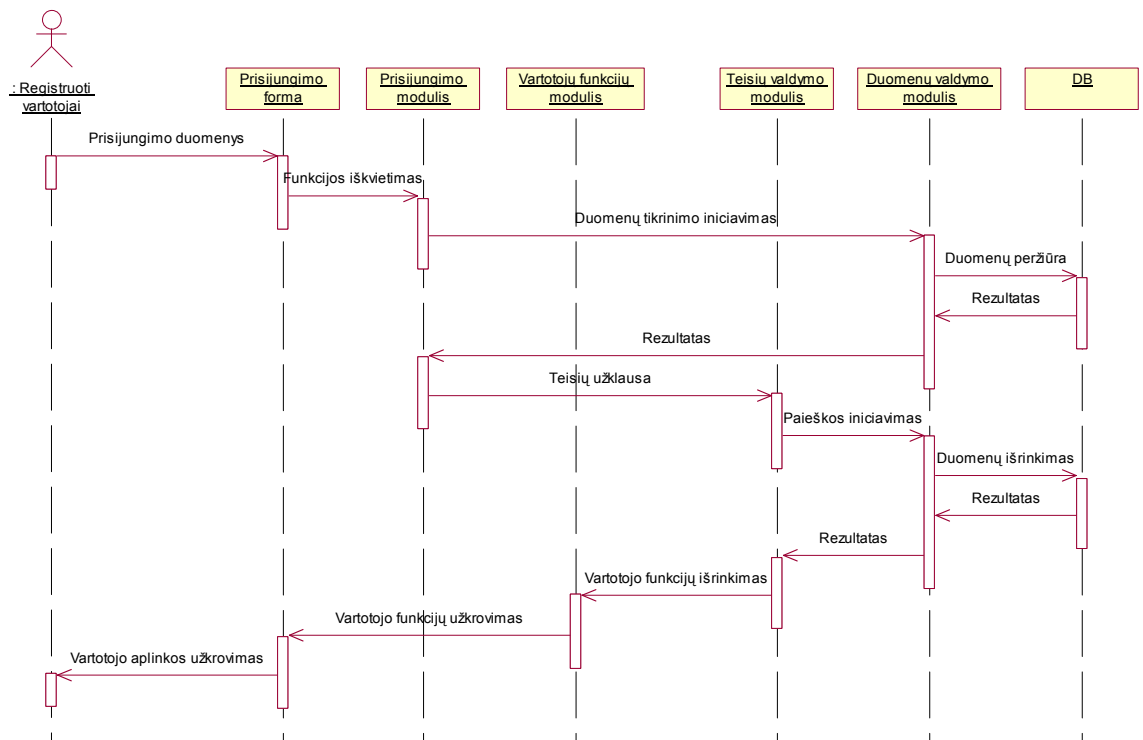 : Registruoti
vartotojai
Prisijungimo
forma
Prisijungimo
modulis
Vartotojų funkcijų
modulis
Teisių valdymo
modulis
Duomenų valdymo
modulis
DB
Prisijungimo duomenys
Funkcijos iškvietimas
Duomenų tikrinimo iniciavimas
Duomenų peržiūra
Rezultatas
Rezultatas
Teisių užklausa
Paieškos iniciavimas
Duomenų išrinkimas
Rezultatas
Rezultatas
Vartotojo funkcijų išrinkimas
Vartotojo funkcijų užkrovimas
Vartotojo aplinkos užkrovimas